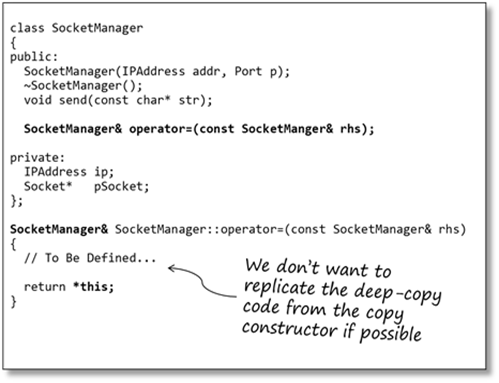 class SocketManager
{
public:
SocketManager(IPAddress addr, Port p);
~SocketManager();
void send(const char* str);
SocketManager& operator=(const SocketManger& rhs);
private:
IPAddress ip;
Socket* pSocket;
};
SocketManager& SocketManager::operator=(const SocketManager& rhs)
{
// To Be Defined...
return *this;
}
We don't want to
replicate the deep-copy
code from the copy
constructor if possible